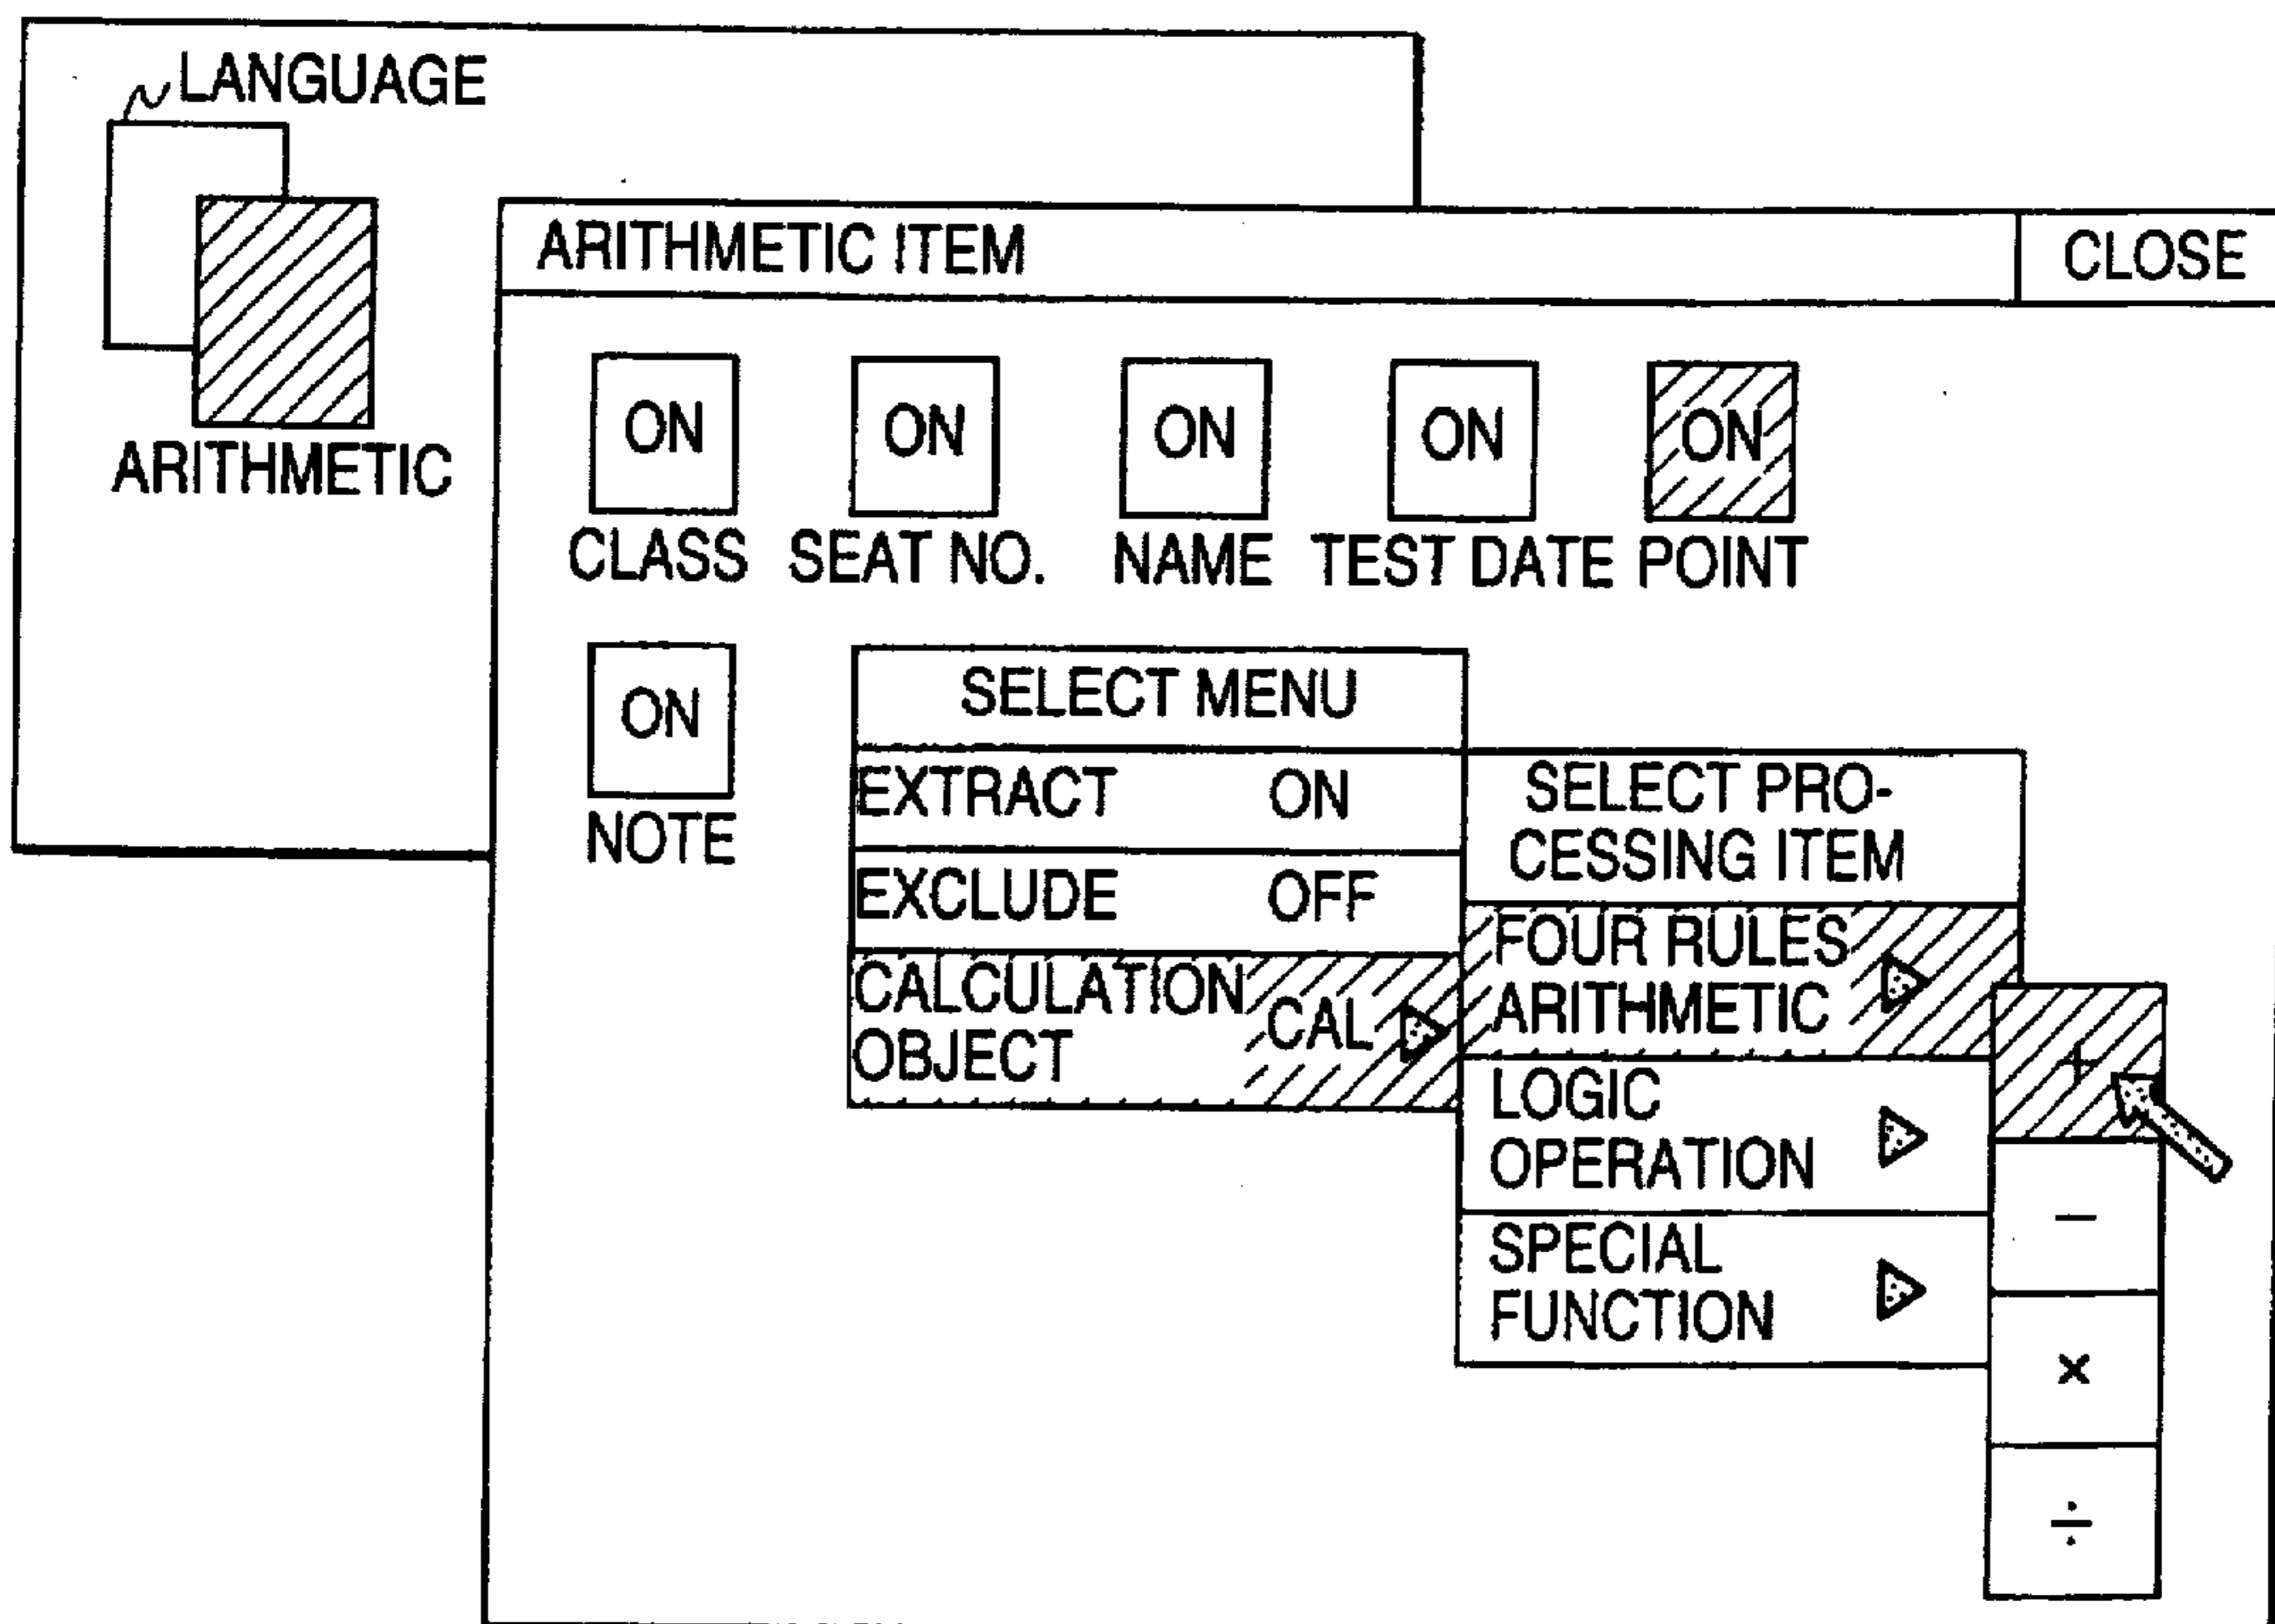 LANGUAGE
ARITHMETIC
ARITHMETIC ITEM CLOSE
ON ON ON ON ON
CLASS SEAT NO. NAME TEST DATE POINT
ON
NOTE
SELECT MENU
EXTRACT ON
EXCLUDE OFF
CALCULATION
OBJECT
CAL
SELECT PRO-
CESSING ITEM
FOUR RULES
ARITHMETIC
LOGIC
OPERATION
SPECIAL
FUNCTION
+
−
×
÷